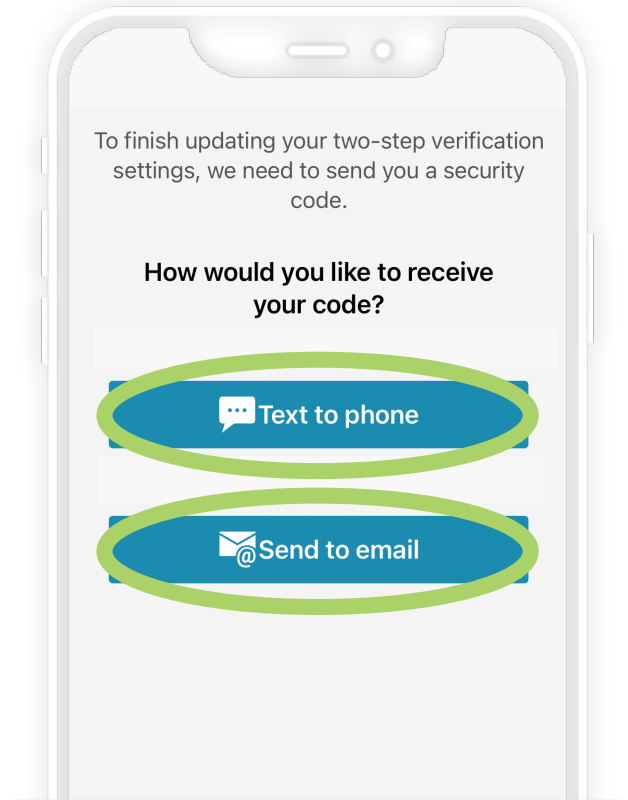 To finish updating your two-step verification
settings, we need to send you a security
code.
How would you like to receive
your code?
Text to phone
@Send to email